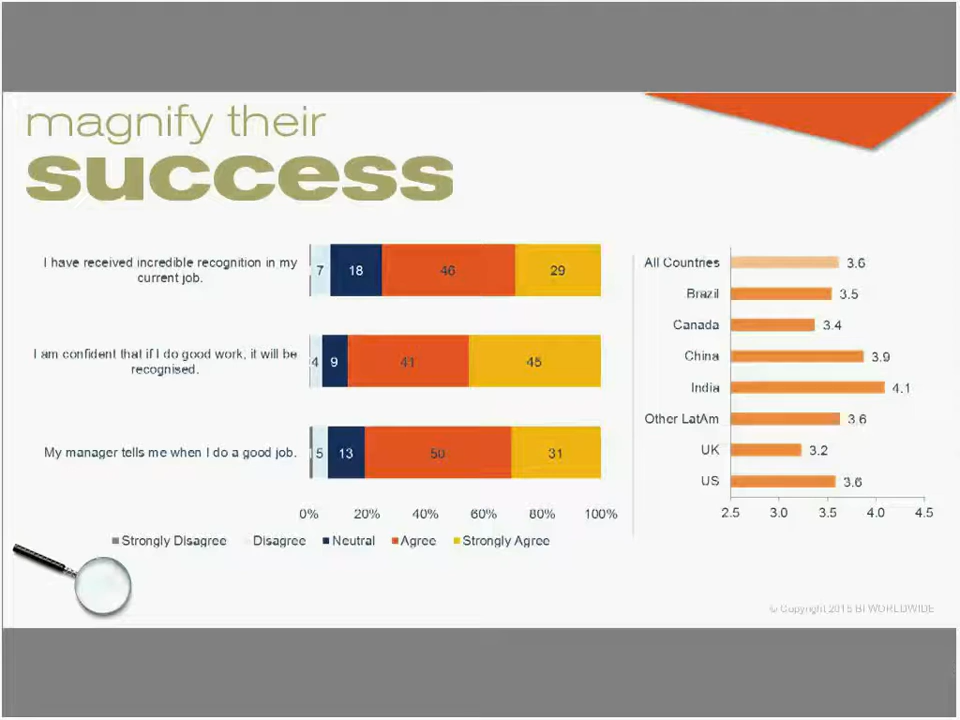 magnify their
success
I have received incredible recognition in my
current job.
7 18 46 29
I am confident that if I do good work, it will be
recognised.
4 9 41 45
My manager tells me when I do a good job.
5 13 50 31
0% 20% 40% 60% 80% 100%
Strongly Disagree Disagree Neutral Agree Strongly Agree
All Countries 3.6
Brazil 3.5
Canada 3.4
China 3.9
India 4.1
Other LatAm 3.6
UK 3.2
US 3.6
2.5 3.0 3.5 4.0 4.5
© Copyright 2015 BI WORLDWIDE